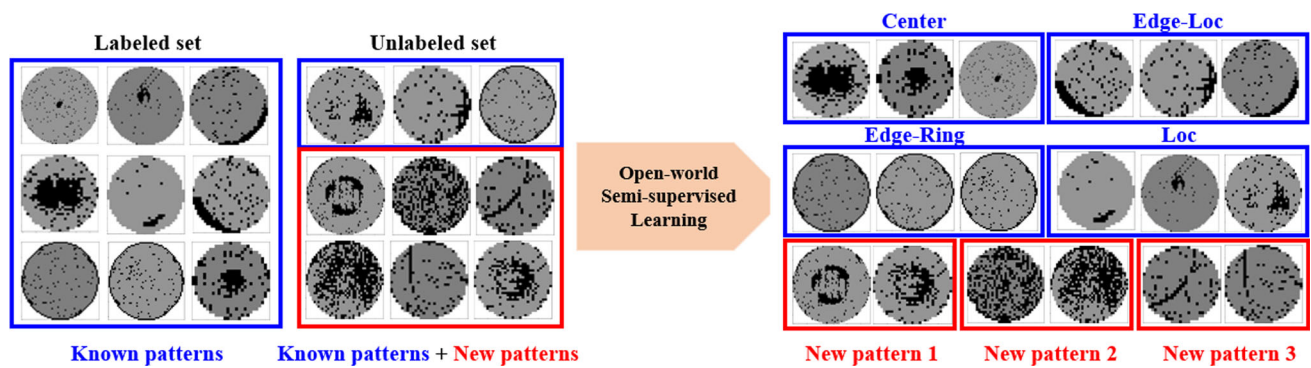 Labeled set
Unlabeled set
Known patterns
Known patterns + New patterns
Open-world
Semi-supervised
Learning
Center
Edge-Loc
Edge-Ring
Loc
New pattern 1
New pattern 2
New pattern 3